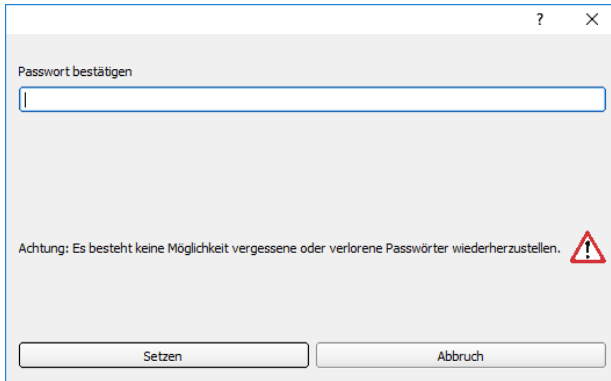 ?
Passwort bestätigen
Achtung: Es besteht keine Möglichkeit vergessene oder verlorene Passwörter wiederherzustellen.
Setzen
Abbruch